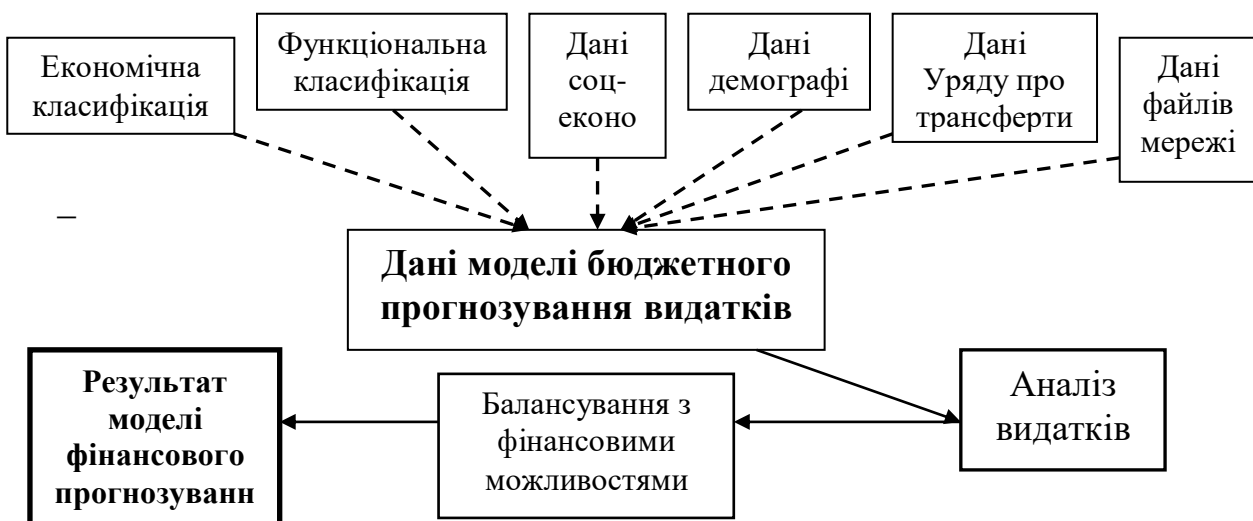 Економічна
класифікація
Функціональна
класифікація
Дані
соц-
еконо
Дані
демографі
Дані
Уряду про
трансферти
Дані
файлів
мережі
–
Дані моделі бюджетного
прогнозування видатків
Результат
моделі
фінансового
прогнозуванн
Балансування з
фінансовими
можливостями
Аналіз
видатків